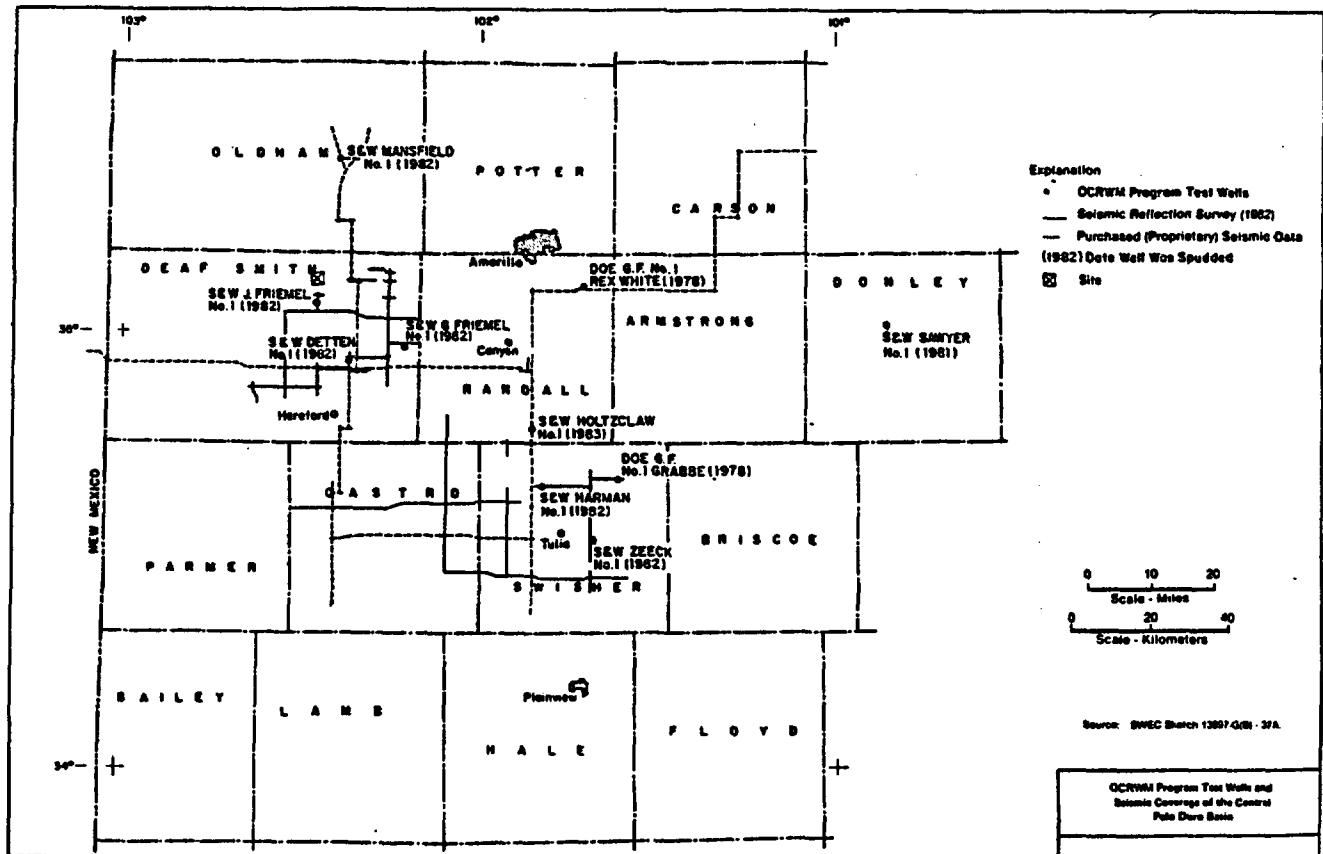 103°
102°
101°
OLDHAM
S&W MANSFIELD
No. 1 (1982)
POTTER
CARSON
Explanation
OCRWM Program Test Wells
Seismic Reflection Survey (1982)
Purchased (Proprietary) Seismic Data
(1982) Date Well Was Spudded
Site
DEAF SMITH
Amarillo
DOE G.F. No. 1
REX WHITE (1978)
DONLEY
S&W J. FRIEMEL
No. 1 (1982)
ARMSTRONG
S&W G. FRIEMEL
No. 1 (1982)
S&W SAWYER
No. 1 (1981)
S&W DETTEN
No. 1 (1982)
Canyon
RANDALL
Hereford
S&W HOLTZCLAW
No. 1 (1983)
DOE G.F.
No. 1 GRABBE (1978)
NEW MEXICO
CASTRO
S&W HARMAN
No. 1 (1982)
Tulia
BRISCOE
S&W ZEECK
No. 1 (1982)
PARMER
SWISHER
0 10 20
Scale - Miles
0 20 40
Scale - Kilometers
BAILEY
LAMB
Plainview
HALE
FLOYD
Source: SWEC Sketch
34°
OCRWM Program Test Wells and
Seismic Coverage of the Central
Palo Duro Basin